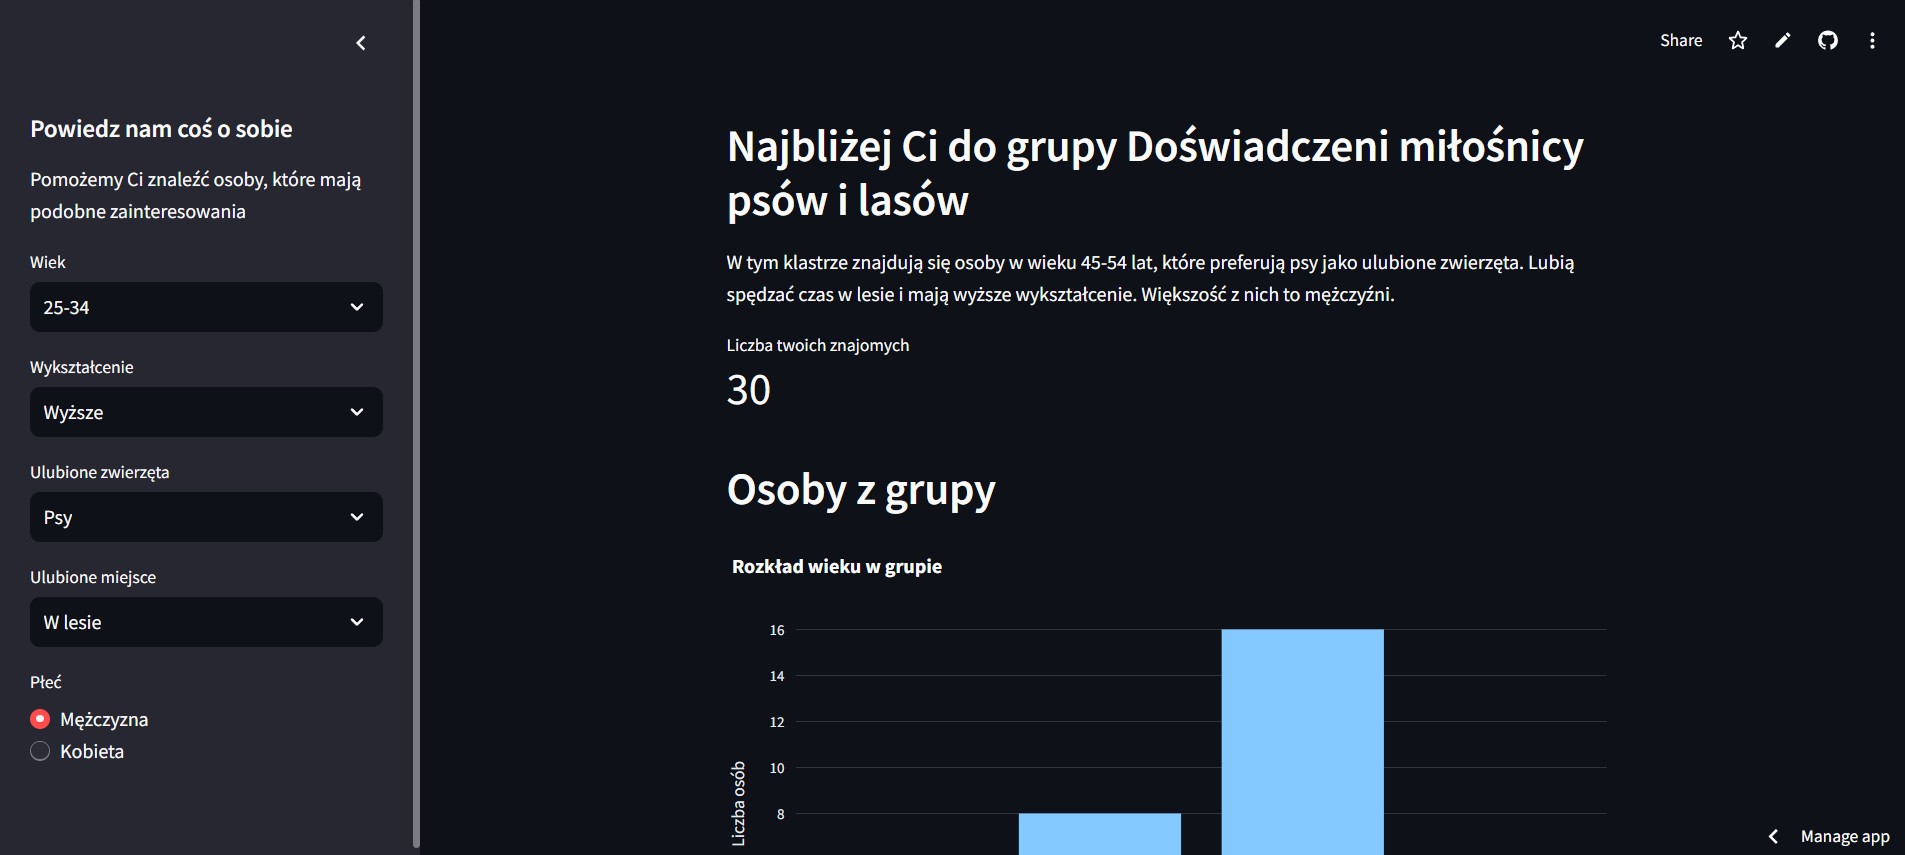 Powiedz nam coś o sobie
Pomożemy Ci znaleźć osoby, które mają
podobne zainteresowania
Wiek
25-34
Wykształcenie
Wyższe
Ulubione zwierzęta
Psy
Ulubione miejsce
W lesie
Płeć
Mężczyzna
Kobieta
Share
Najbliżej Ci do grupy Doświadczeni miłośnicy
psów i lasów
W tym klastrze znajdują się osoby w wieku 45-54 lat, które preferują psy jako ulubione zwierzęta. Lubią
spędzać czas w lesie i mają wyższe wykształcenie. Większość z nich to mężczyźni.
Liczba twoich znajomych
30
Osoby z grupy
Rozkład wieku w grupie
16
14
12
10
8
Liczba osób
Manage app